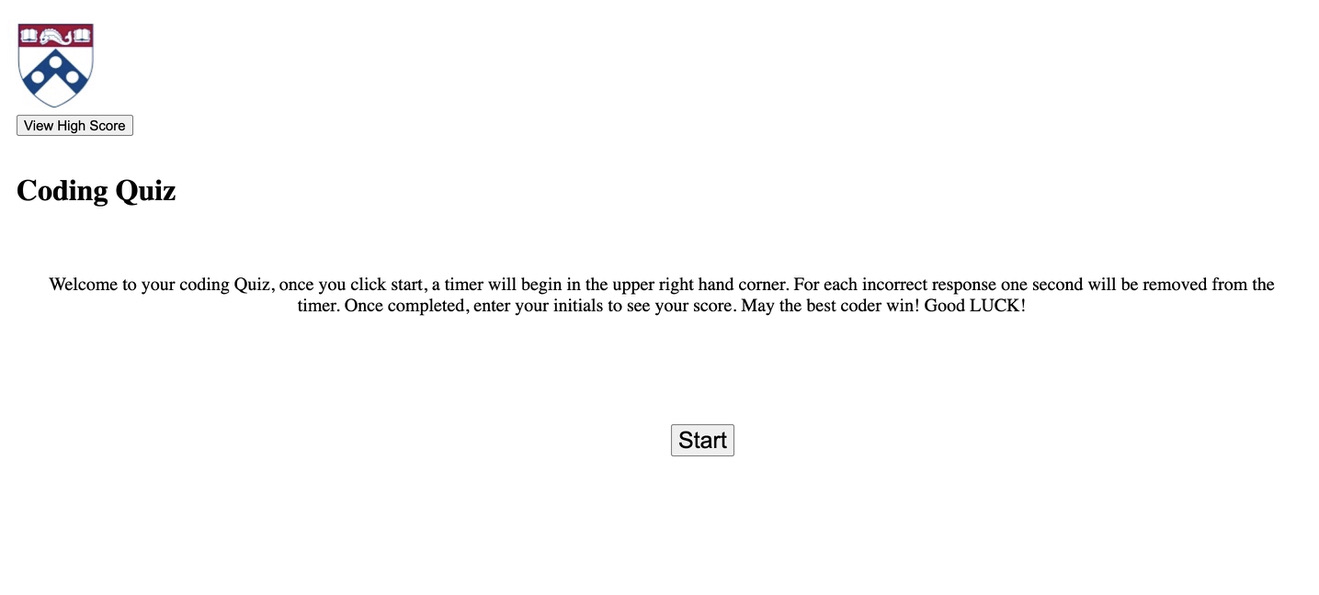 View High Score
Coding Quiz
Welcome to your coding Quiz, once you click start, a timer will begin in the upper right hand corner. For each incorrect response one second will be removed from the
timer. Once completed, enter your initials to see your score. May the best coder win! Good LUCK!
Start